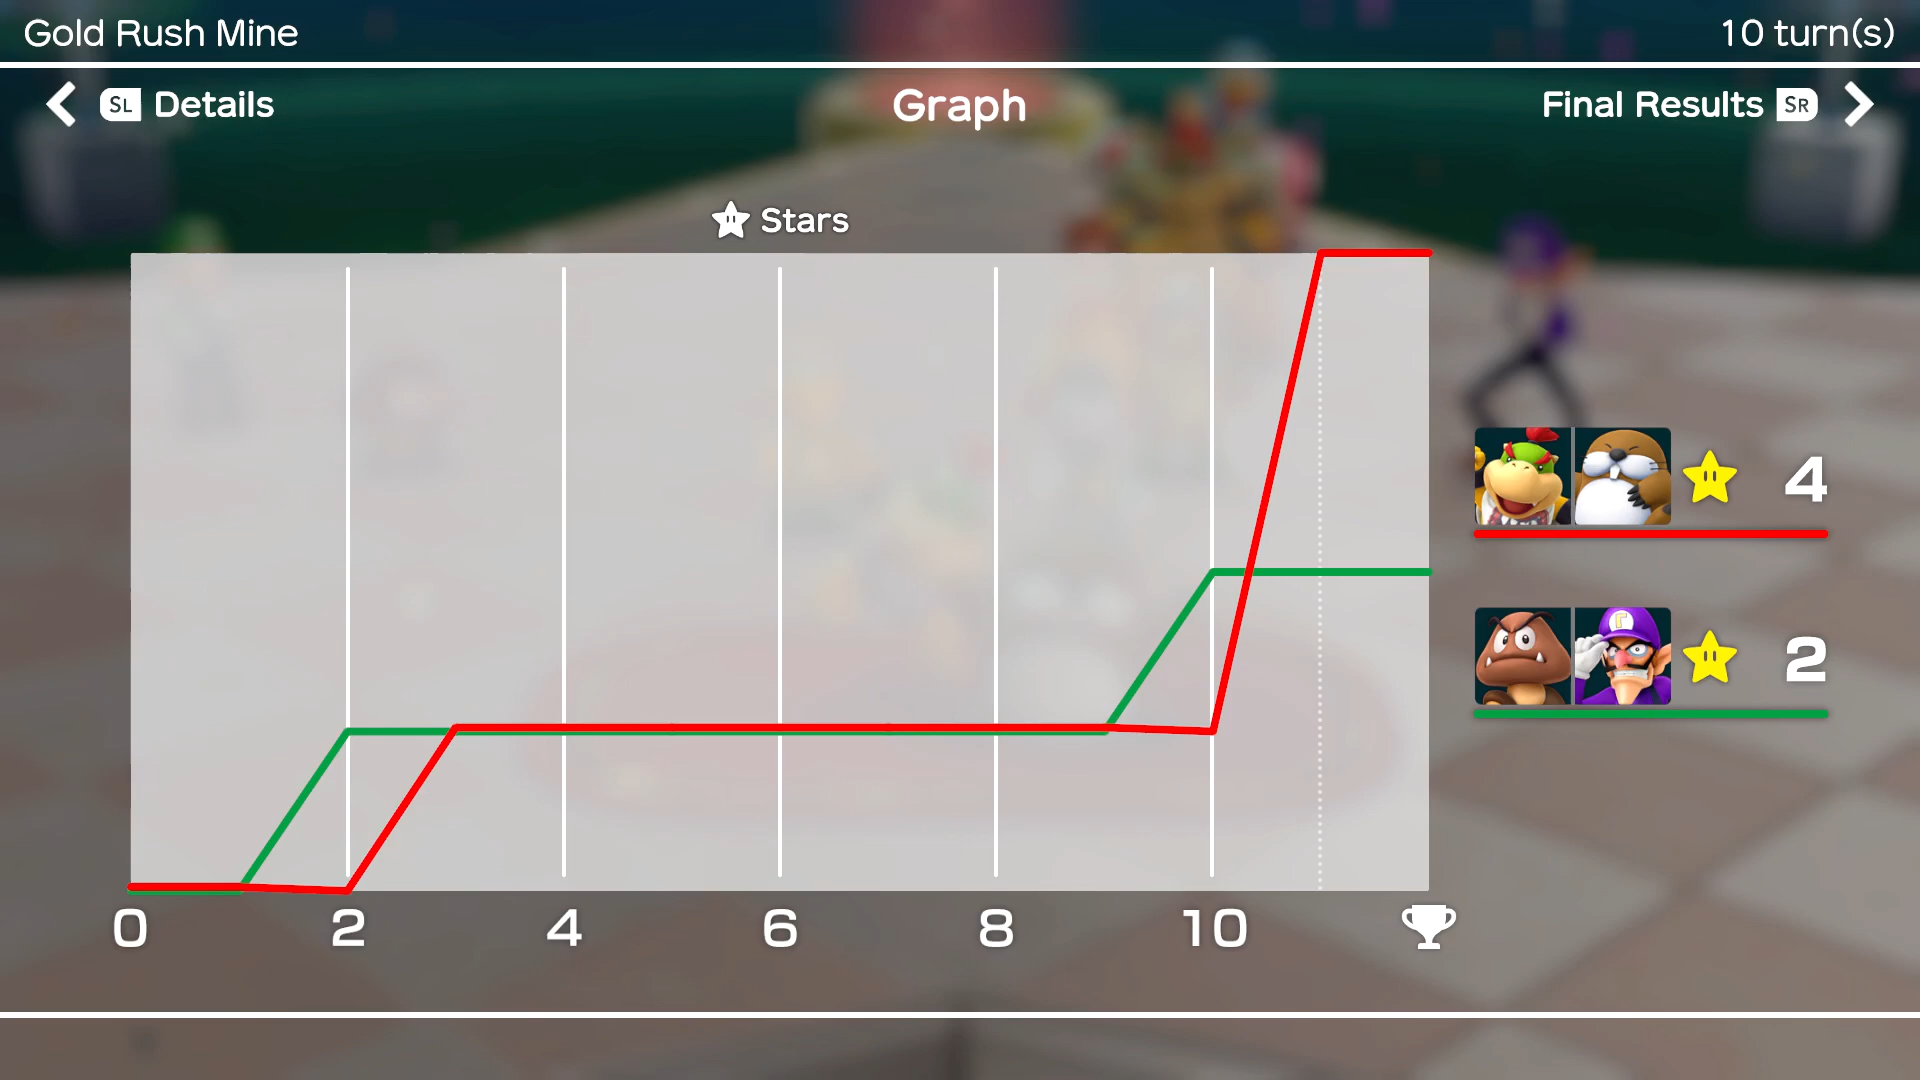 Gold Rush Mine
10 turn(s)
SL Details
Graph
Final Results SR
Stars
4
2
0 2 4 6 8 10